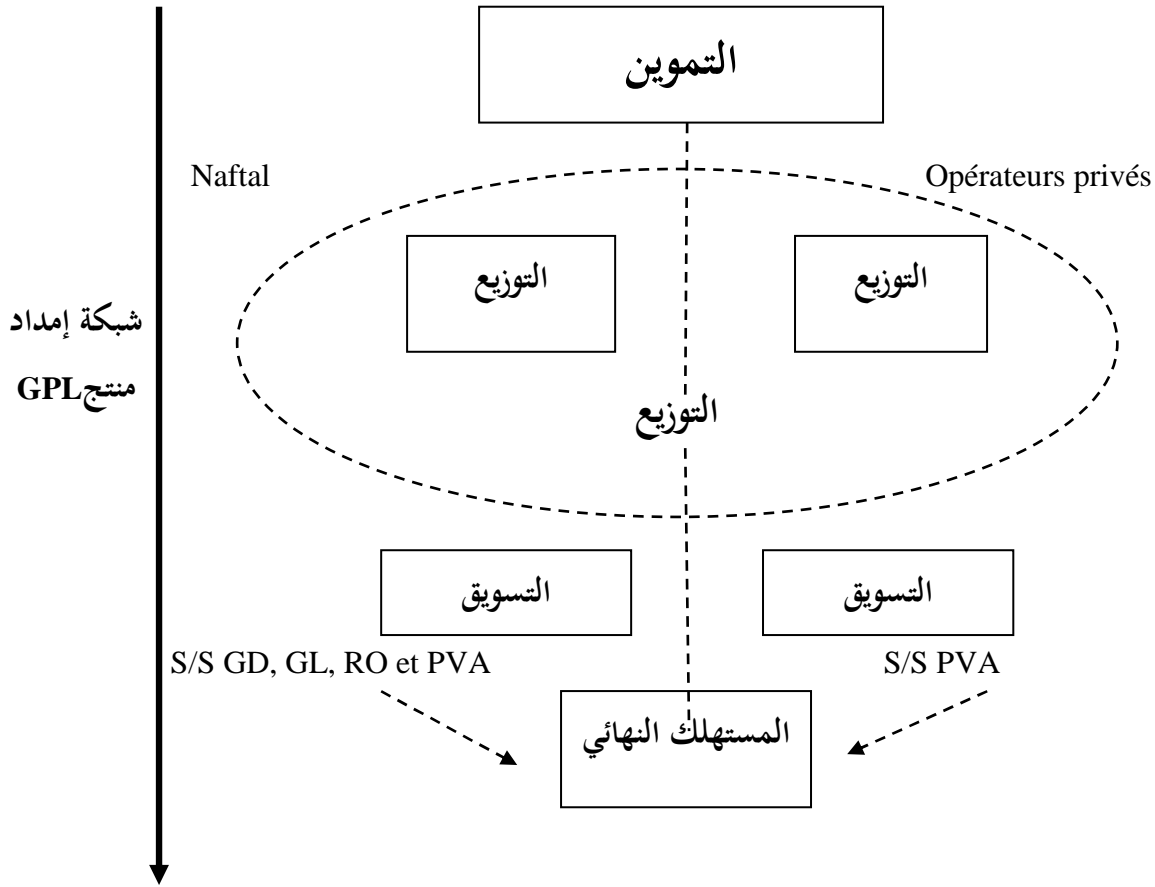 التموين
Naftal
Opérateurs privés
التوزيع
التوزيع
شبكة إمداد
منتجGPL
التوزيع
التسويق
التسويق
S/S GD, GL, RO et PVA
S/S PVA
المستهلك النهائي